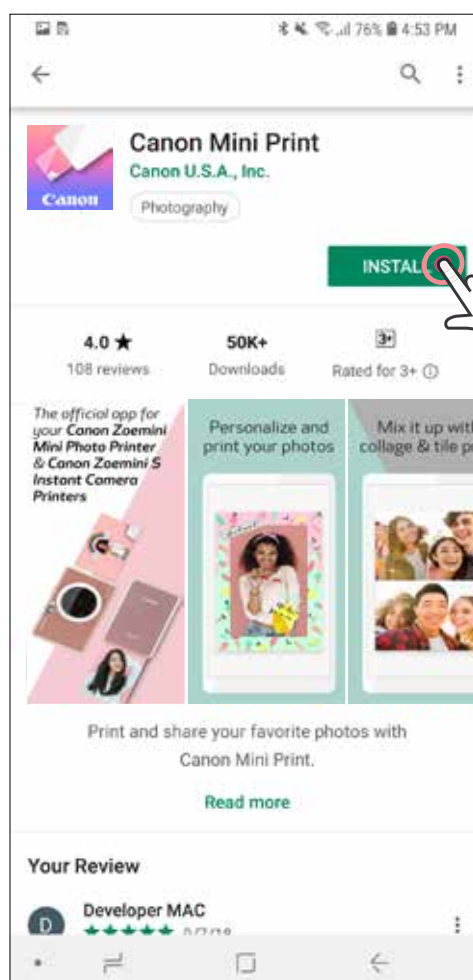 76% 4:53 PM
Canon Mini Print
Canon U.S.A., Inc.
Canon
Photography
INSTALL
4.0 ★
50K+
3+
108 reviews
Downloads
Rated for 3+
The official app for
your Canon Zoemini
Mini Photo Printer
& Canon Zoemini S
Instant Camera
Printers
Personalize and
print your photos
Mix it up with
collage & tile
Print and share your favorite photos with
Canon Mini Print.
Read more
Your Review
D
Developer MAC
★★★★★